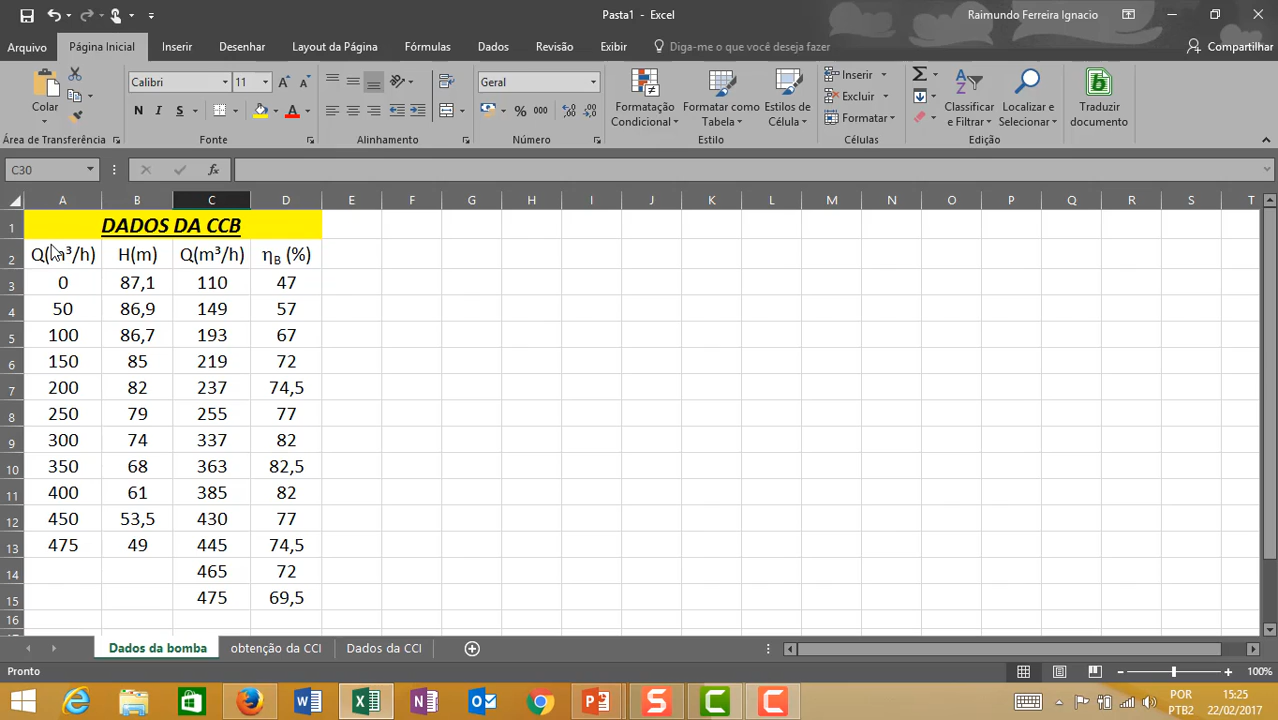 Pasta1 - Excel
Raimundo Ferreira Ignacio
Arquivo Página Inicial Inserir Desenhar Layout da Página Fórmulas Dados Revisão Exibir Diga-me o que você deseja fazer Compartilhar
Colar
Calibri 11
N I S
Geral
% 000
Formatação Condicional
Formatar como Tabela
Estilos de Célula
Inserir
Excluir
Formatar
Classificar e Filtrar
Localizar e Selecionar
Traduzir documento
Área de Transferência Fonte Alinhamento Número Estilo Células Edição
C30 fx
A B C D E F G H I J K L M N O P Q R S T
1 DADOS DA CCB
2 Q(m³/h) H(m) Q(m³/h) ηB (%)
3 0 87,1 110 47
4 50 86,9 149 57
5 100 86,7 193 67
6 150 85 219 72
7 200 82 237 74,5
8 250 79 255 77
9 300 74 337 82
10 350 68 363 82,5
11 400 61 385 82
12 450 53,5 430 77
13 475 49 445 74,5
14 465 72
15 475 69,5
16
Dados da bomba obtenção da CCI Dados da CCI
Pronto 100%
POR 15:25
PTB2 22/02/2017